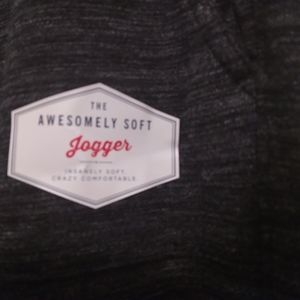 THE
AWESOMELY SOFT
Jogger
INSANELY SOFT,
CRAZY COMFORTABLE